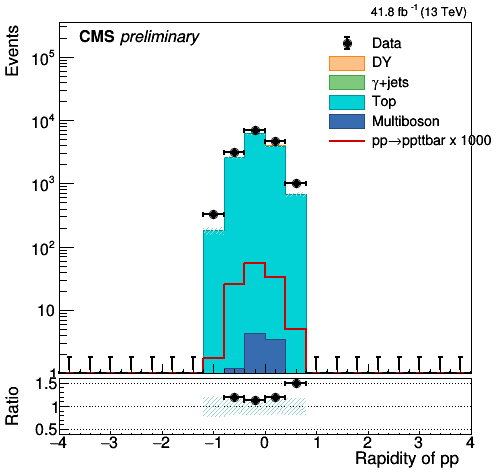 41.8 fb⁻¹ (13 TeV)
CMS preliminary
Events
10⁵
10⁴
10³
10²
10
1
Data
DY
γ+jets
Top
Multiboson
pp→ppttbar x 1000
Ratio
1.5
1
0.5
−4 −3 −2 −1 0 1 2 3 4
Rapidity of pp